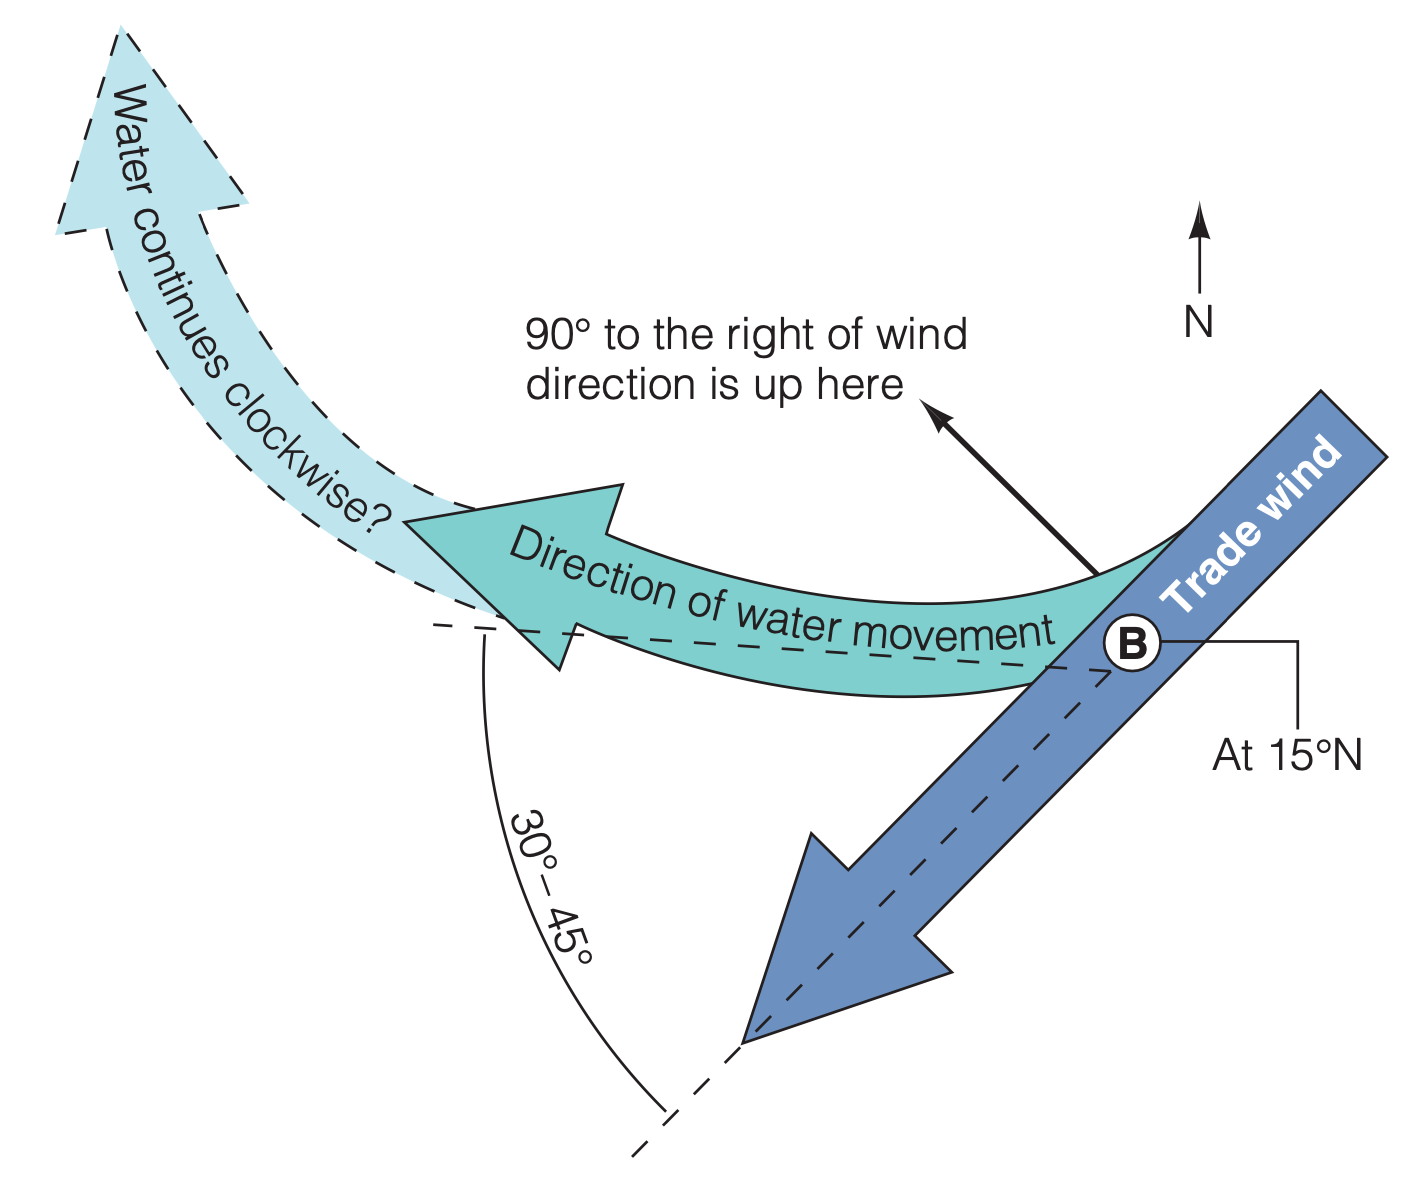 Water continues clockwise?
N
90° to the right of wind
direction is up here
Trade wind
Direction of water movement
B
At 15°N
30°–45°